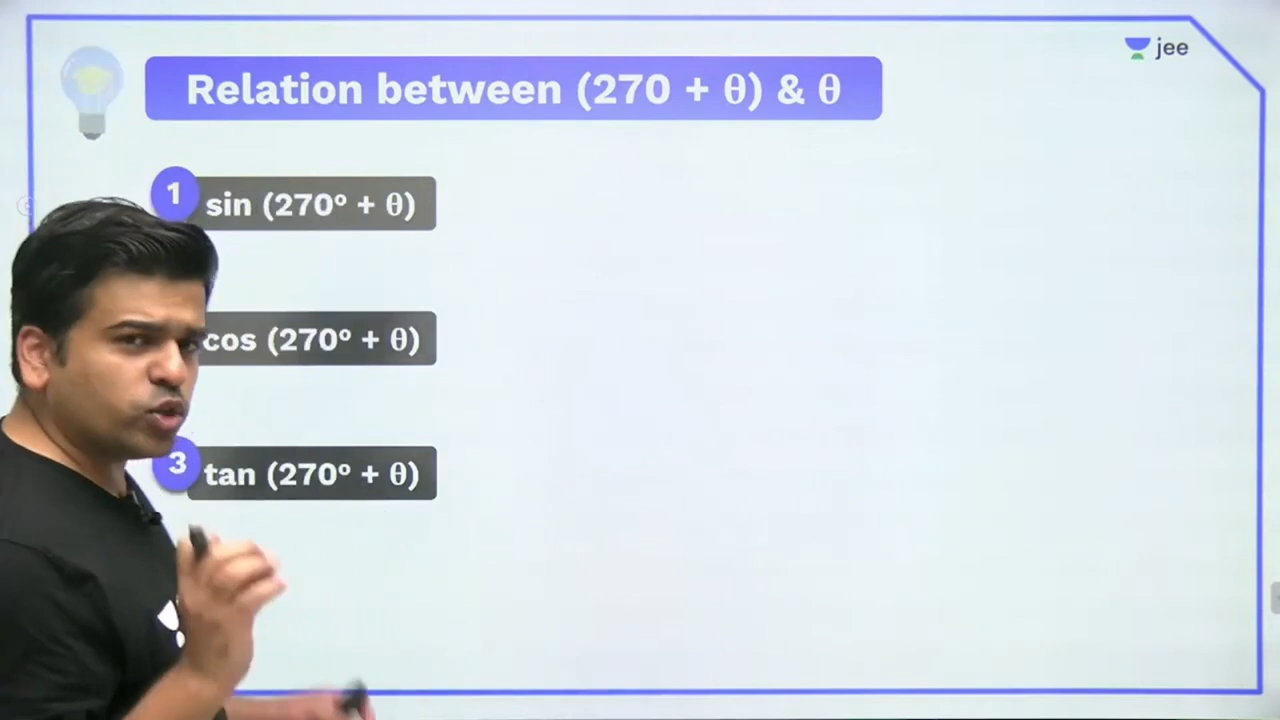 jee
Relation between (270 + θ) & θ
1
sin (270° + θ)
cos (270° + θ)
3
tan (270° + θ)